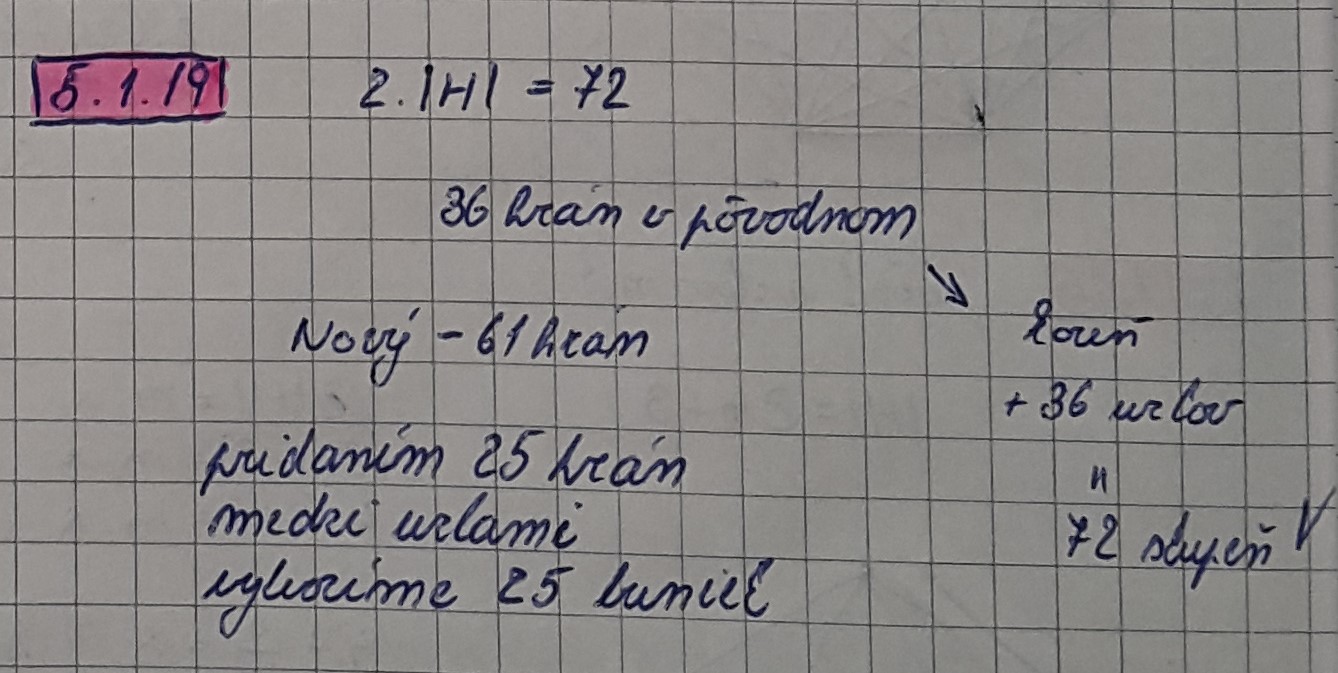 5.1.19
2.|H| = 72
36 hrán v pôvodnom
↘
Nový - 61 hrán
koreň
+ 36 uzlov
pridaním 25 hrán
medzi uzlami
vytvoríme 25 buniek
"
72 stupeň V